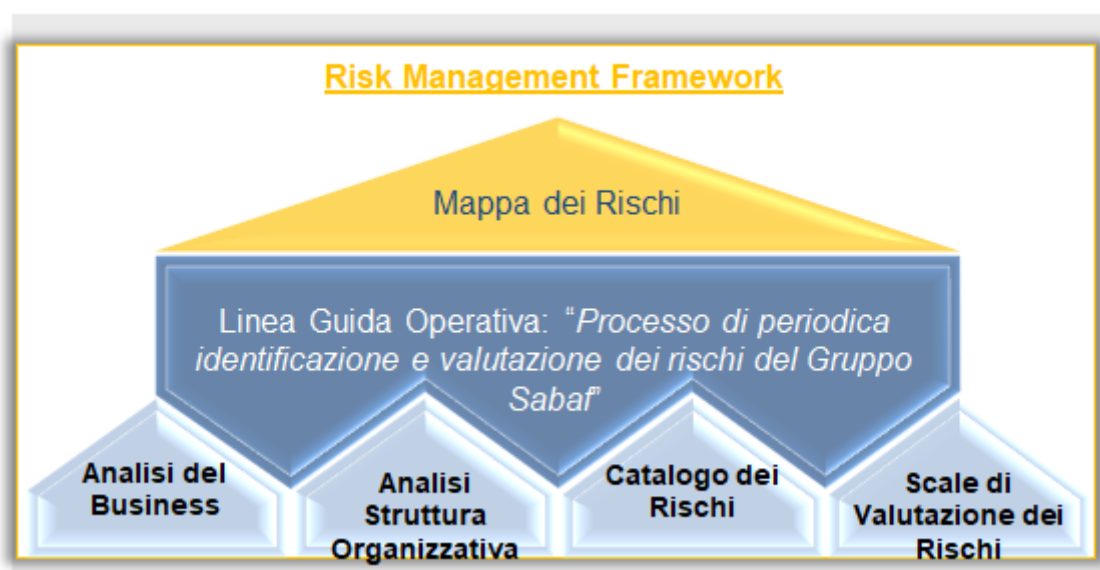 Risk Management Framework
Mappa dei Rischi
Linea Guida Operativa: “Processo di periodica
identificazione e valutazione dei rischi del Gruppo
Sabaf”
Analisi del
Business
Analisi
Struttura
Organizzativa
Catalogo dei
Rischi
Scale di
Valutazione dei
Rischi